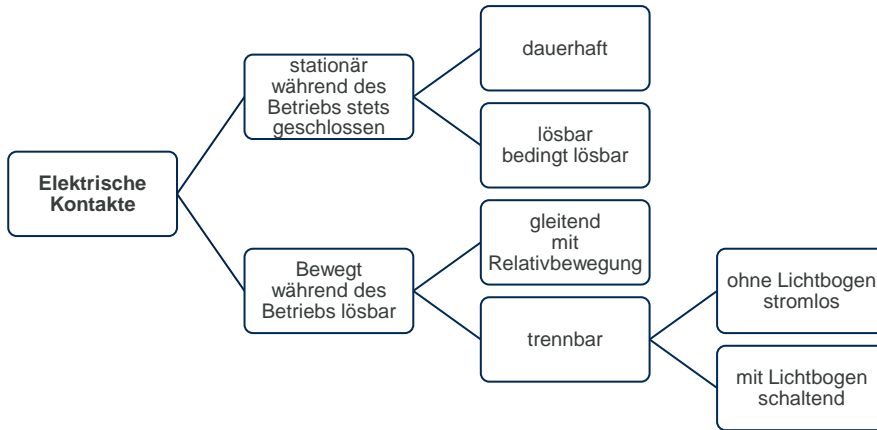 Elektrische
Kontakte
stationär
während des
Betriebs stets
geschlossen
dauerhaft
lösbar
bedingt lösbar
Bewegt
während des
Betriebs lösbar
gleitend
mit
Relativbewegung
trennbar
ohne Lichtbogen
stromlos
mit Lichtbogen
schaltend